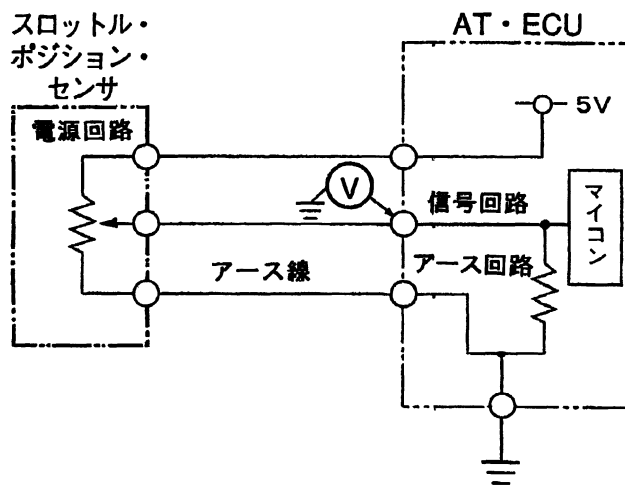 スロットル・
ポジション・
センサ
AT・ECU
電源回路
5V
V
信号回路
マイコン
アース線
アース回路